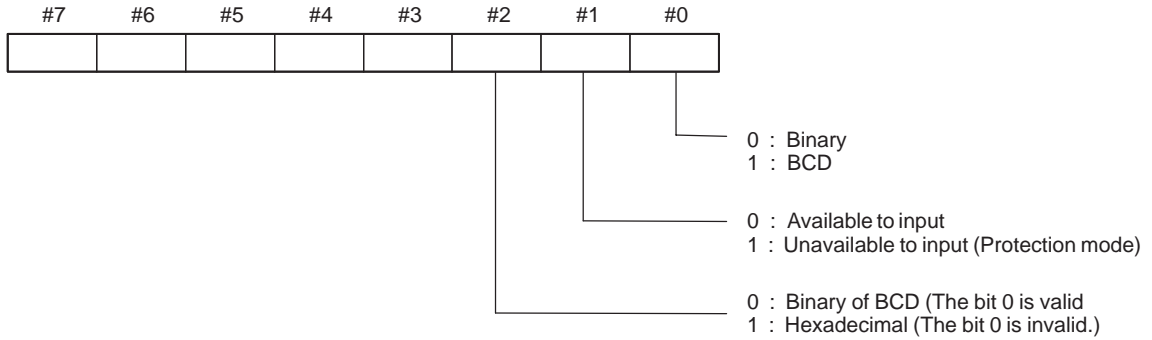 #7 #6 #5 #4 #3 #2 #1 #0
0 : Binary
1 : BCD
0 : Available to input
1 : Unavailable to input (Protection mode)
0 : Binary of BCD (The bit 0 is valid
1 : Hexadecimal (The bit 0 is invalid.)